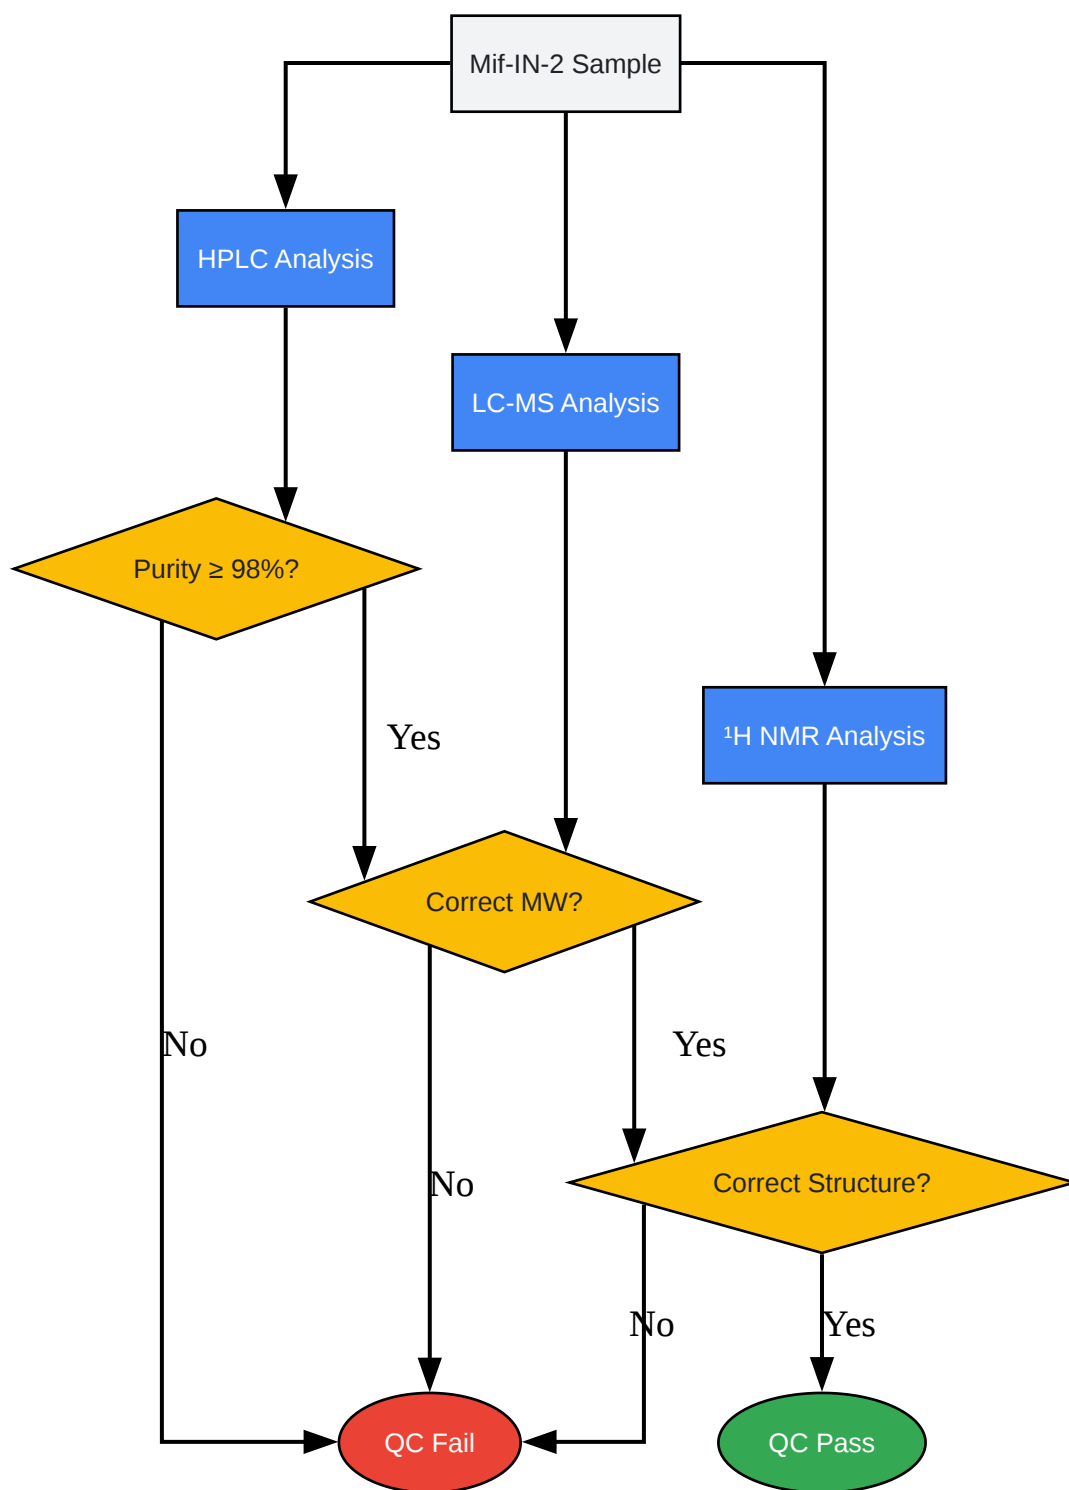 Mif-IN-2 Sample
HPLC Analysis
LC-MS Analysis
Purity ≥ 98%?
Yes
¹H NMR Analysis
Correct MW?
No
Yes
No
Correct Structure?
No
Yes
QC Fail
QC Pass